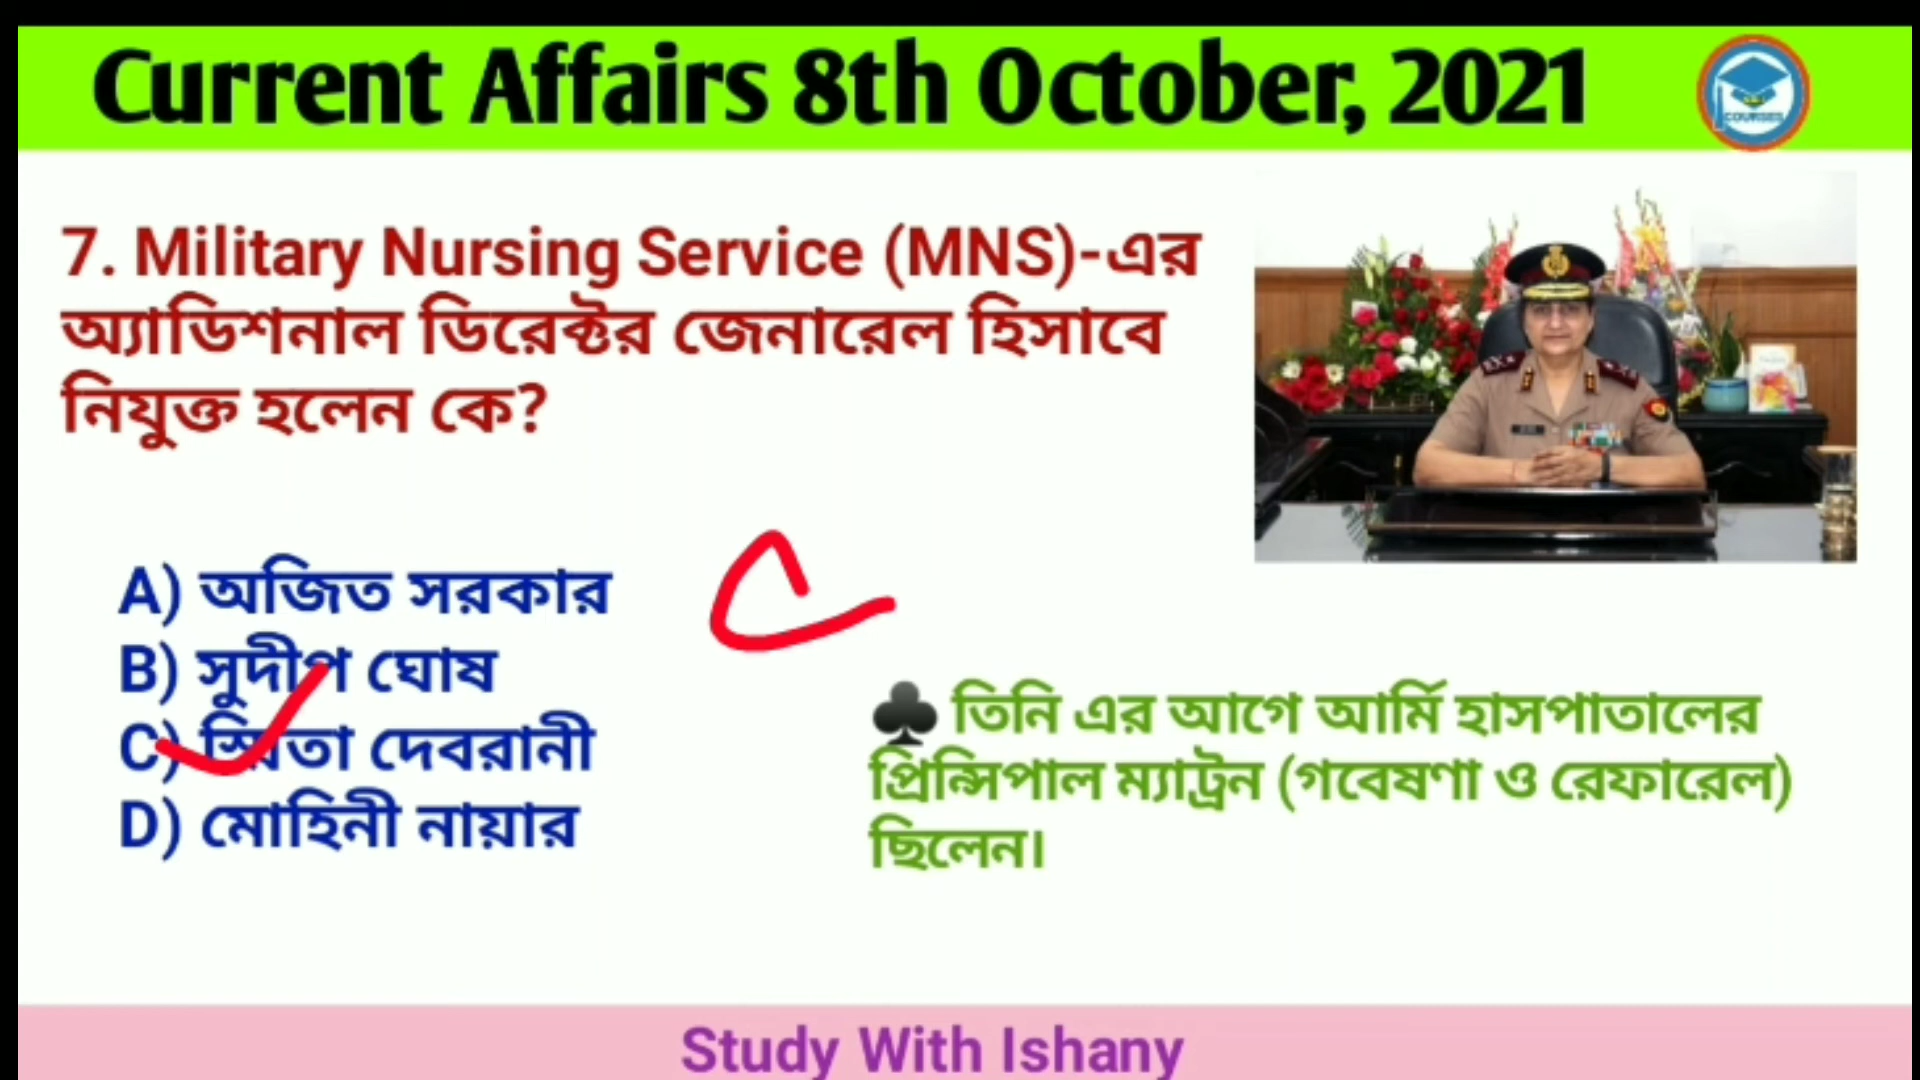 Current Affairs 8th October, 2021
COURSES
7. Military Nursing Service (MNS)-এর
অ্যাডিশনাল ডিরেক্টর জেনারেল হিসাবে
নিযুক্ত হলেন কে?
A) অজিত সরকার
B) সুদীপ ঘোষ
C) স্মিতা দেবরানী
D) মোহিনী নায়ার
♣ তিনি এর আগে আর্মি হাসপাতালের
প্রিন্সিপাল ম্যাট্রন (গবেষণা ও রেফারেল)
ছিলেন।
Study With Ishany